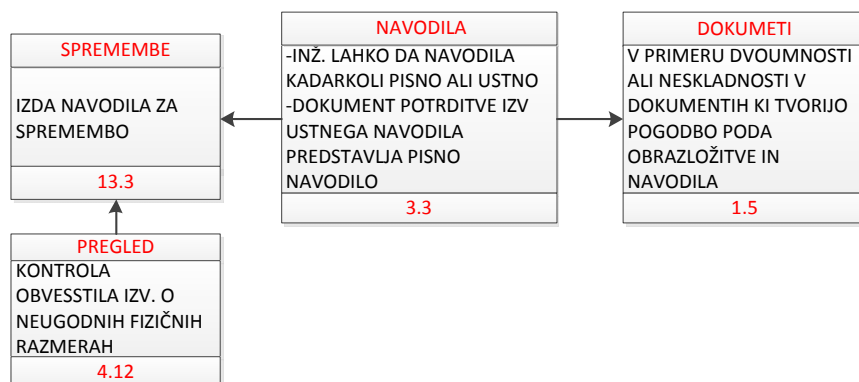 SPREMEMBE
IZDA NAVODILA ZA
SPREMEMBO
13.3
NAVODILA
-INŽ. LAHKO DA NAVODILA
KADARKOLI PISNO ALI USTNO
-DOKUMENT POTRDITVE IZV
USTNEGA NAVODILA
PREDSTAVLJA PISNO
NAVODILO
3.3
DOKUMETI
V PRIMERU DVOUMNOSTI
ALI NESKLADNOSTI V
DOKUMENTIH KI TVORIJO
POGODBO PODA
OBRAZLOŽITVE IN
NAVODILA
1.5
PREGLED
KONTROLA
OBVESSTILA IZV. O
NEUGODNIH FIZIČNIH
RAZMERAH
4.12